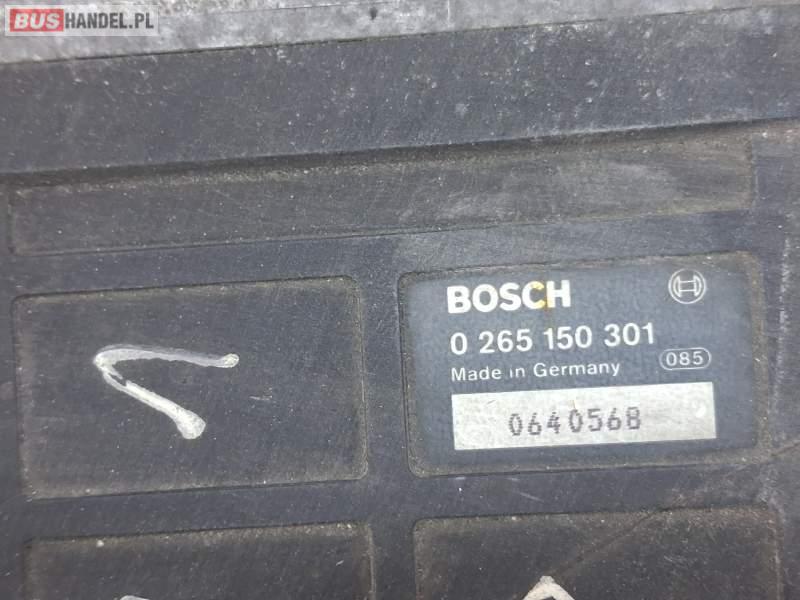 BUSHANDEL.PL
BOSCH
0 265 150 301
Made in Germany 085
0640568